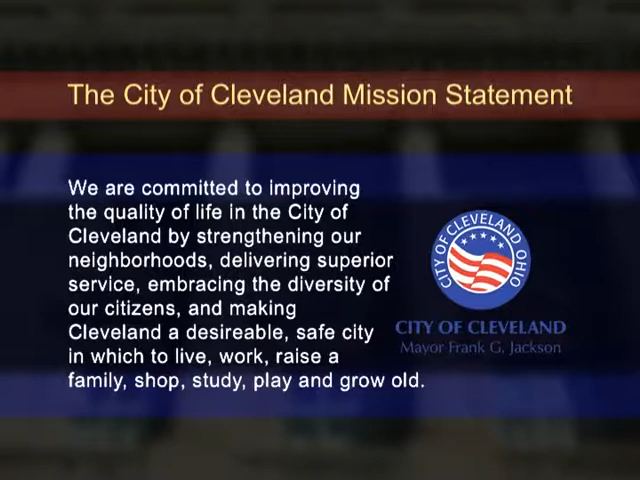 The City of Cleveland Mission Statement
We are committed to improving
the quality of life in the City of
Cleveland by strengthening our
neighborhoods, delivering superior
service, embracing the diversity of
our citizens, and making
Cleveland a desireable, safe city
in which to live, work, raise a
family, shop, study, play and grow old.
CITY OF CLEVELAND OHIO
CITY OF CLEVELAND
Mayor Frank G. Jackson